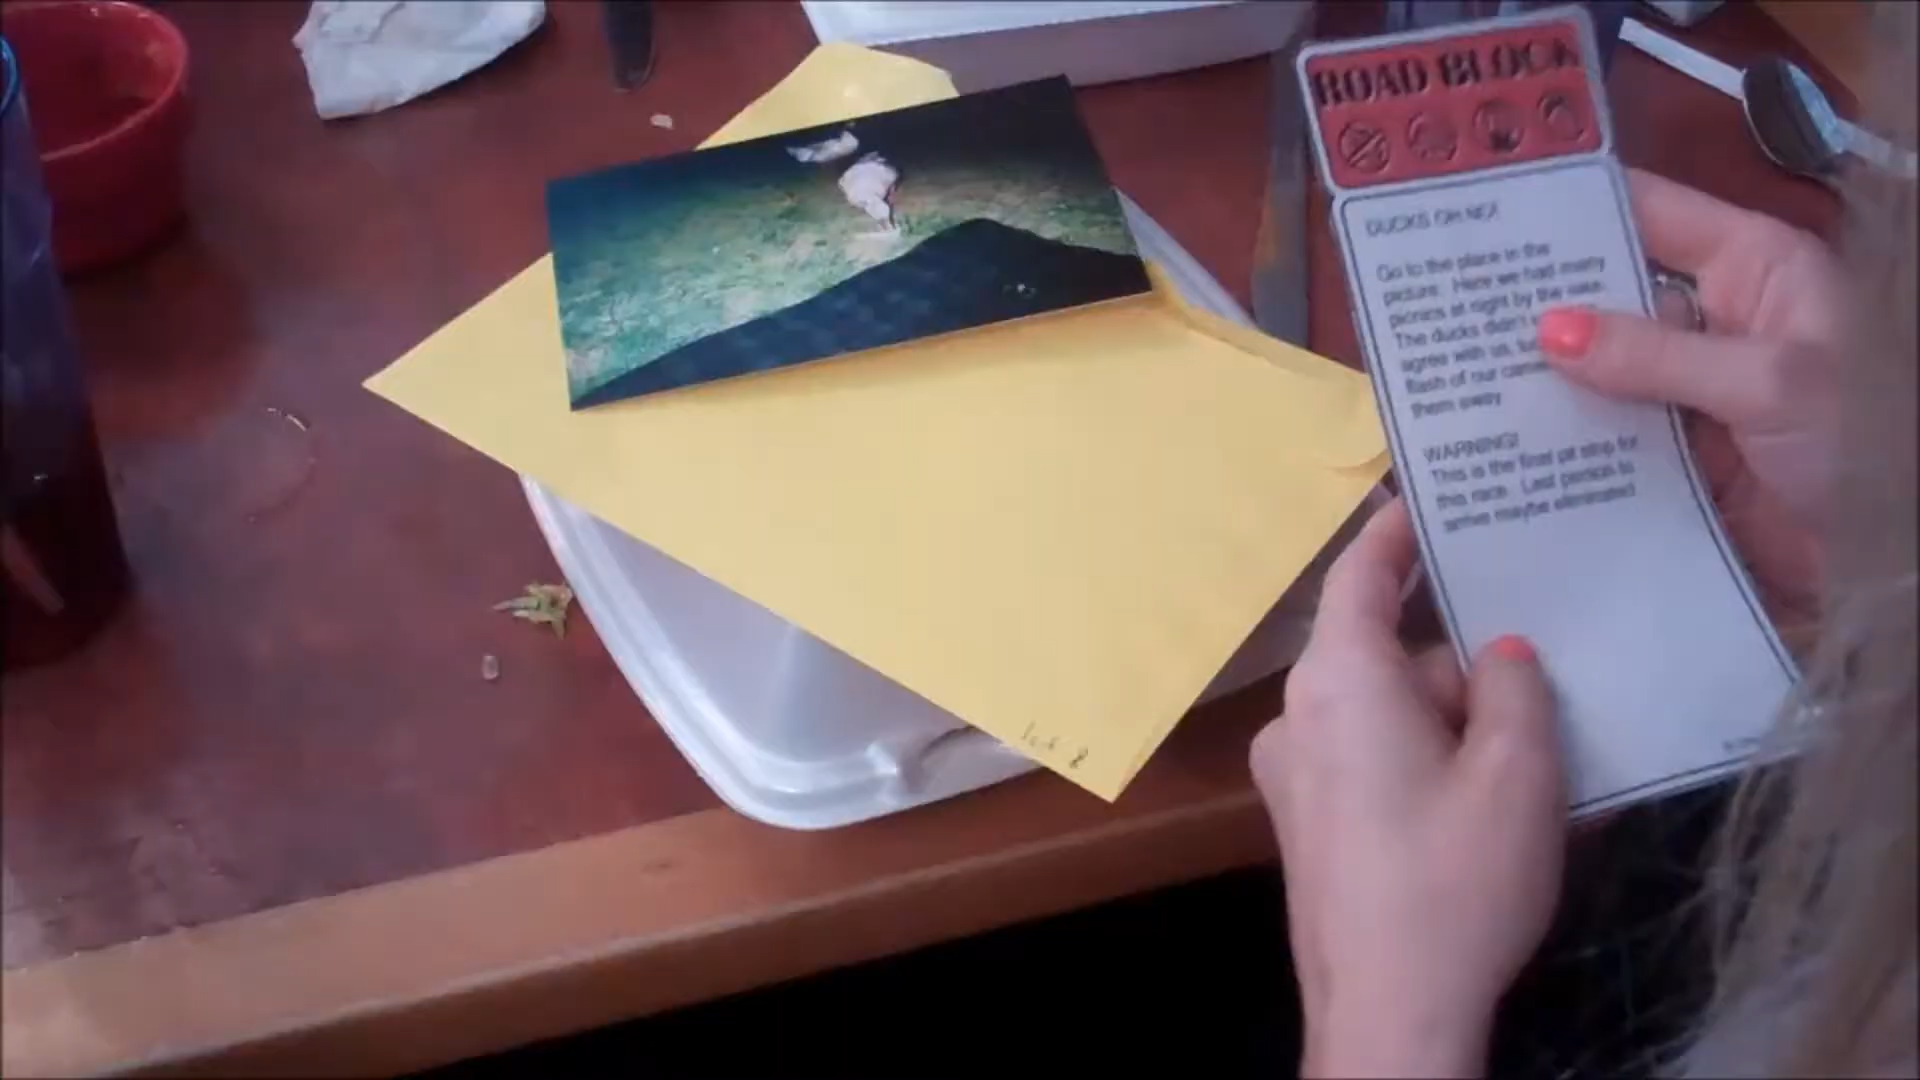 ROAD BLOCK
DUCKS OH NO!
Go to the place in the
picture. Here we had many
picnics at night by the lake.
The ducks didn't
agree with us, but
flash of our camera
them away
WARNING!
This is the final pit stop for
this race. Last person to
arrive maybe eliminated.